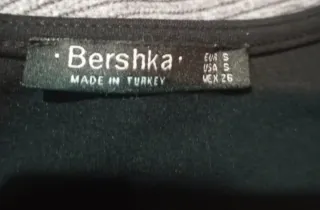 · Bershka ·
MADE IN TURKEY
EUR S
USA S
MEX 26